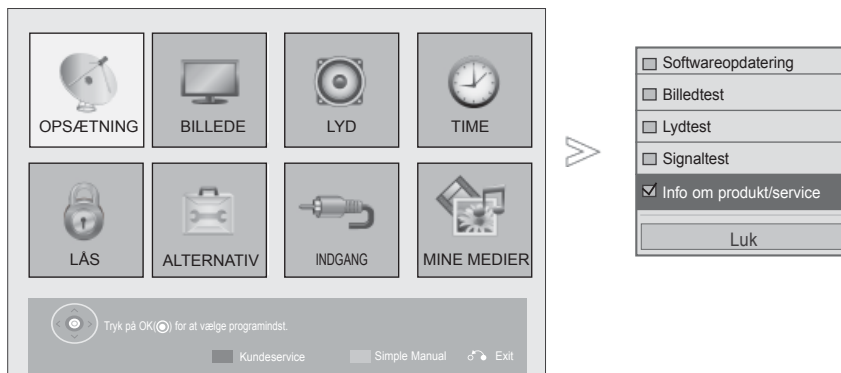 OPSÆTNING
BILLEDE
LYD
TIME
LÅS
ALTERNATIV
INDGANG
MINE MEDIER
Tryk på OK(◉) for at vælge programindst.
Kundeservice
Simple Manual
Exit
Softwareopdatering
Billedtest
Lydtest
Signaltest
Info om produkt/service
Luk